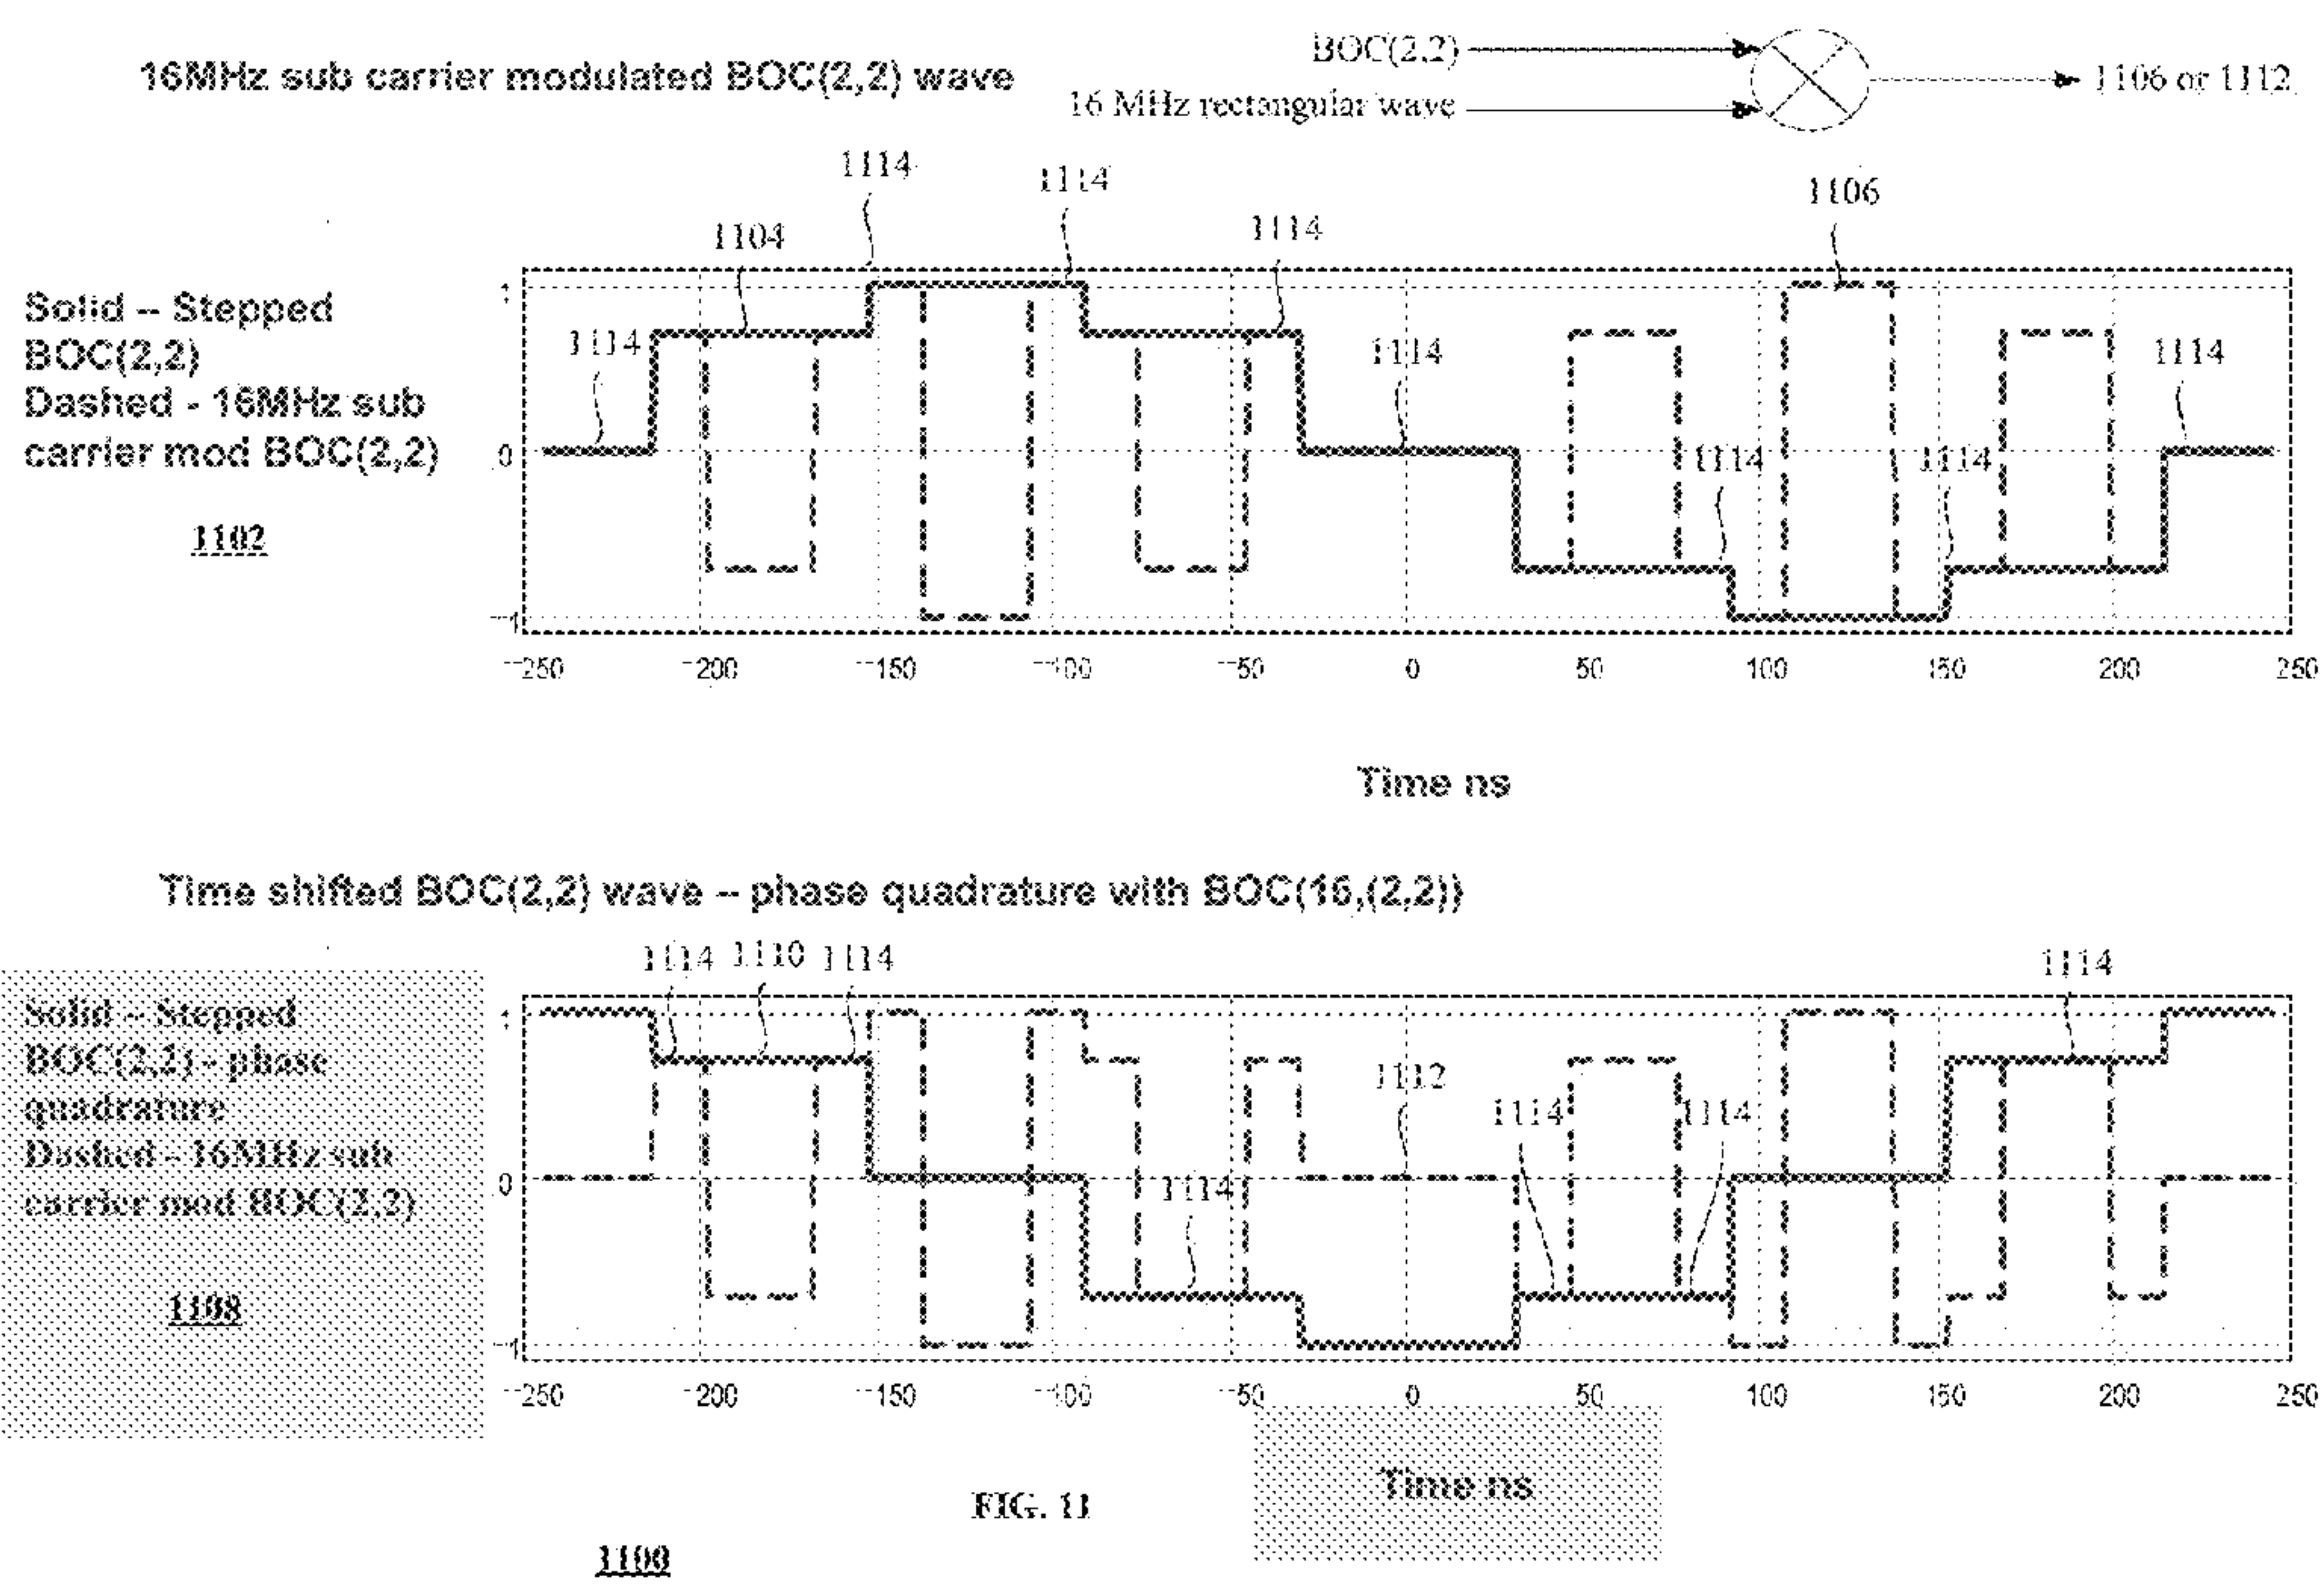 16MHz sub carrier modulated BOC(2,2) wave
BOC(2,2)
16 MHz rectangular wave
1106 or 1112
Solid – Stepped
BOC(2,2)
Dashed - 16MHz sub
carrier mod BOC(2,2)
1102
1114
1114
1106
1104
1114
1114
1114
1114
1114
1114
1
0
-1
-250 -200 -150 -100 -50 0 50 100 150 200 250
Time ns
Time shifted BOC(2,2) wave – phase quadrature with BOC(16,(2,2))
Solid – Stepped
BOC(2,2) - phase
quadrature
Dashed - 16MHz sub
carrier mod BOC(2,2)
1108
1114 1110 1114
1114
1112
1114
1114
1114
1
0
-1
-250 -200 -150 -100 -50 0 50 100 150 200 250
Time ns
FIG. 11
1100